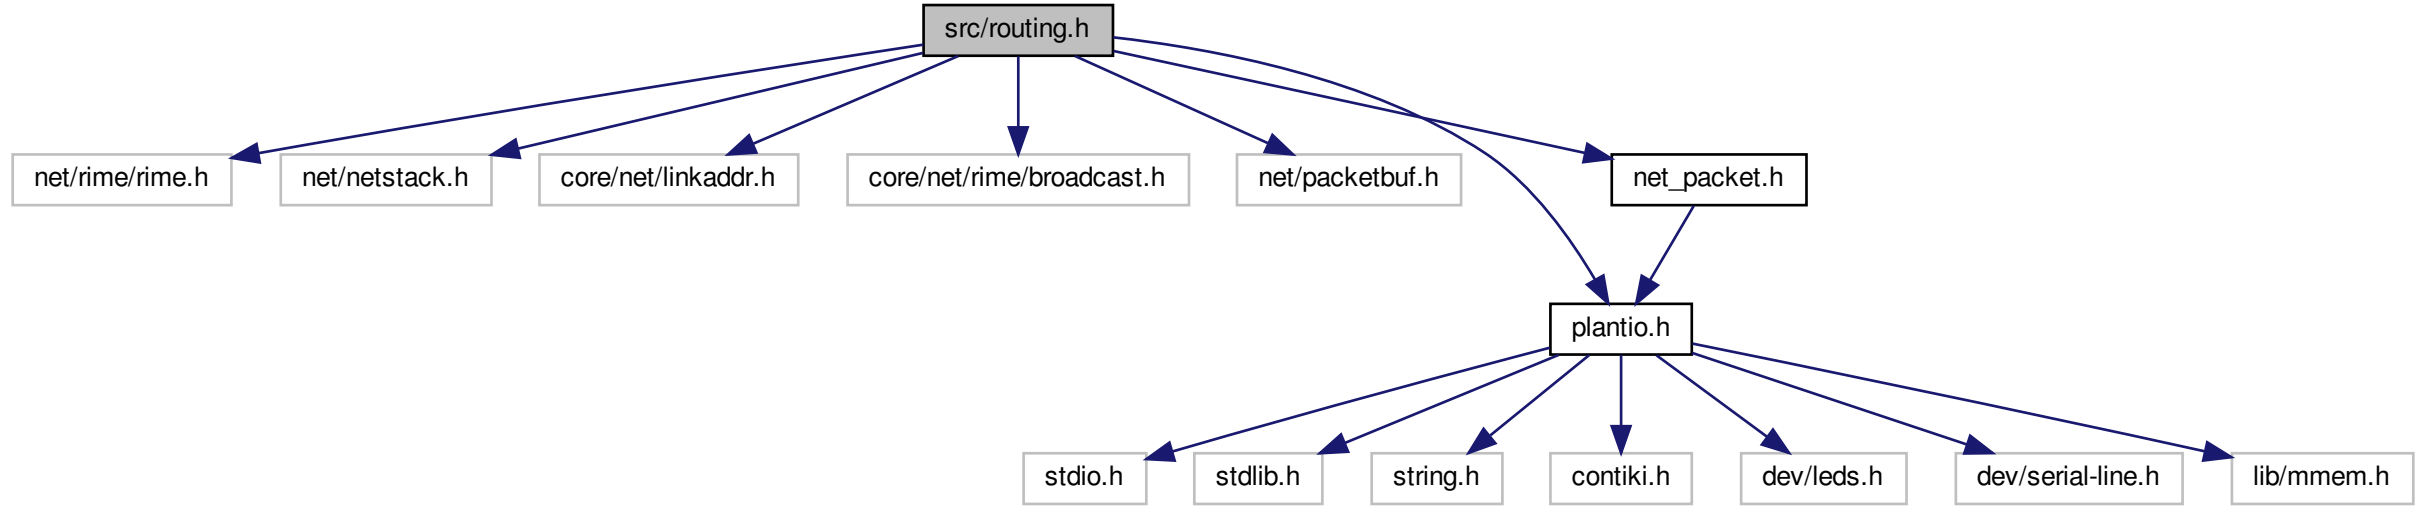 src/routing.h
net/rime/rime.h
net/netstack.h
core/net/linkaddr.h
core/net/rime/broadcast.h
net/packetbuf.h
net_packet.h
plantio.h
stdio.h
stdlib.h
string.h
contiki.h
dev/leds.h
dev/serial-line.h
lib/mmem.h